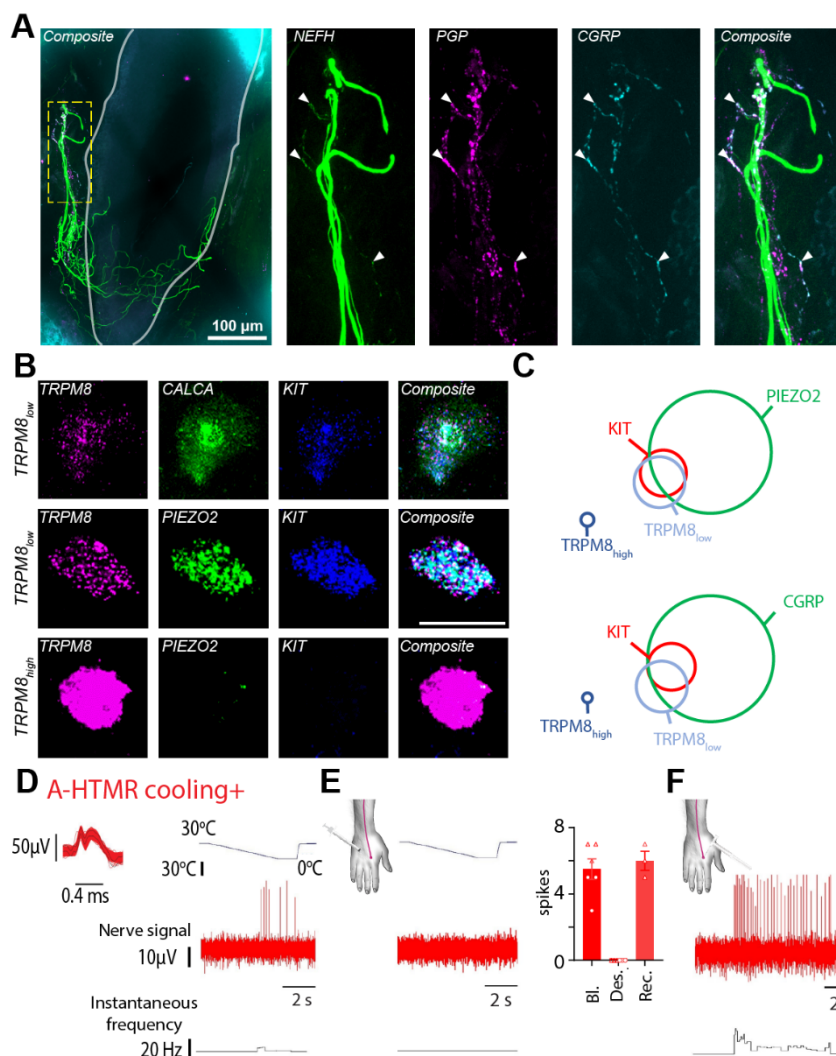 A
Composite
NEFH
PGP
CGRP
Composite
100 µm
B
TRPM8low
TRPM8
CALCA
KIT
Composite
TRPM8low
TRPM8
PIEZO2
KIT
Composite
TRPM8high
TRPM8
PIEZO2
KIT
Composite
C
PIEZO2
KIT
TRPM8low
TRPM8high
CGRP
KIT
TRPM8low
TRPM8high
D
A-HTMR cooling+
50µV
0.4 ms
30ºC
30ºC
0ºC
Nerve signal
10µV
2 s
Instantaneous
frequency
20 Hz
E
2 s
spikes
8
4
0
Bl.
Des.
Rec.
F
2